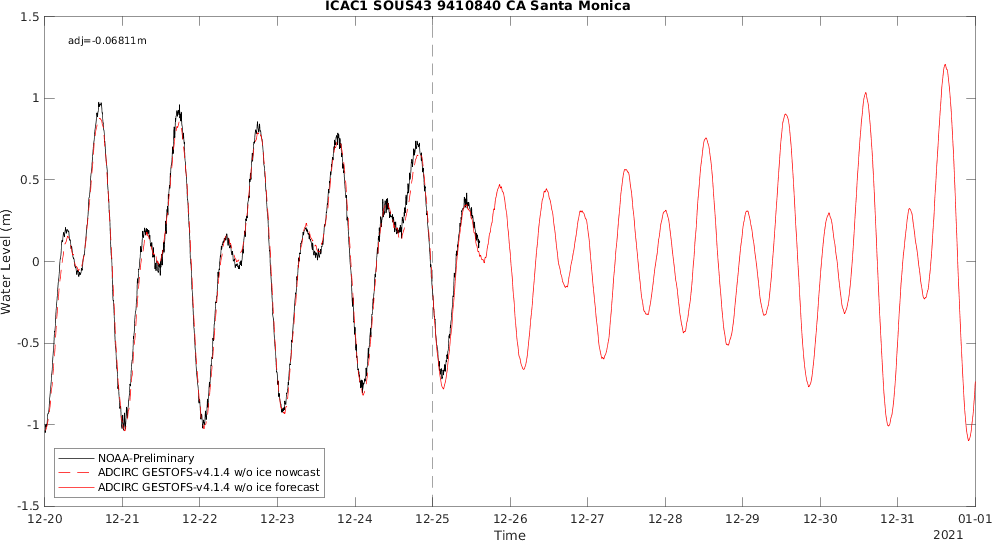 ICAC1 SOUS43 9410840 CA Santa Monica
adj=-0.06811m
1.5
1
0.5
0
-0.5
-1
-1.5
Water Level (m)
NOAA-Preliminary
ADCIRC GESTOFS-v4.1.4 w/o ice nowcast
ADCIRC GESTOFS-v4.1.4 w/o ice forecast
12-20 12-21 12-22 12-23 12-24 12-25 12-26 12-27 12-28 12-29 12-30 12-31 01-01
Time
2021